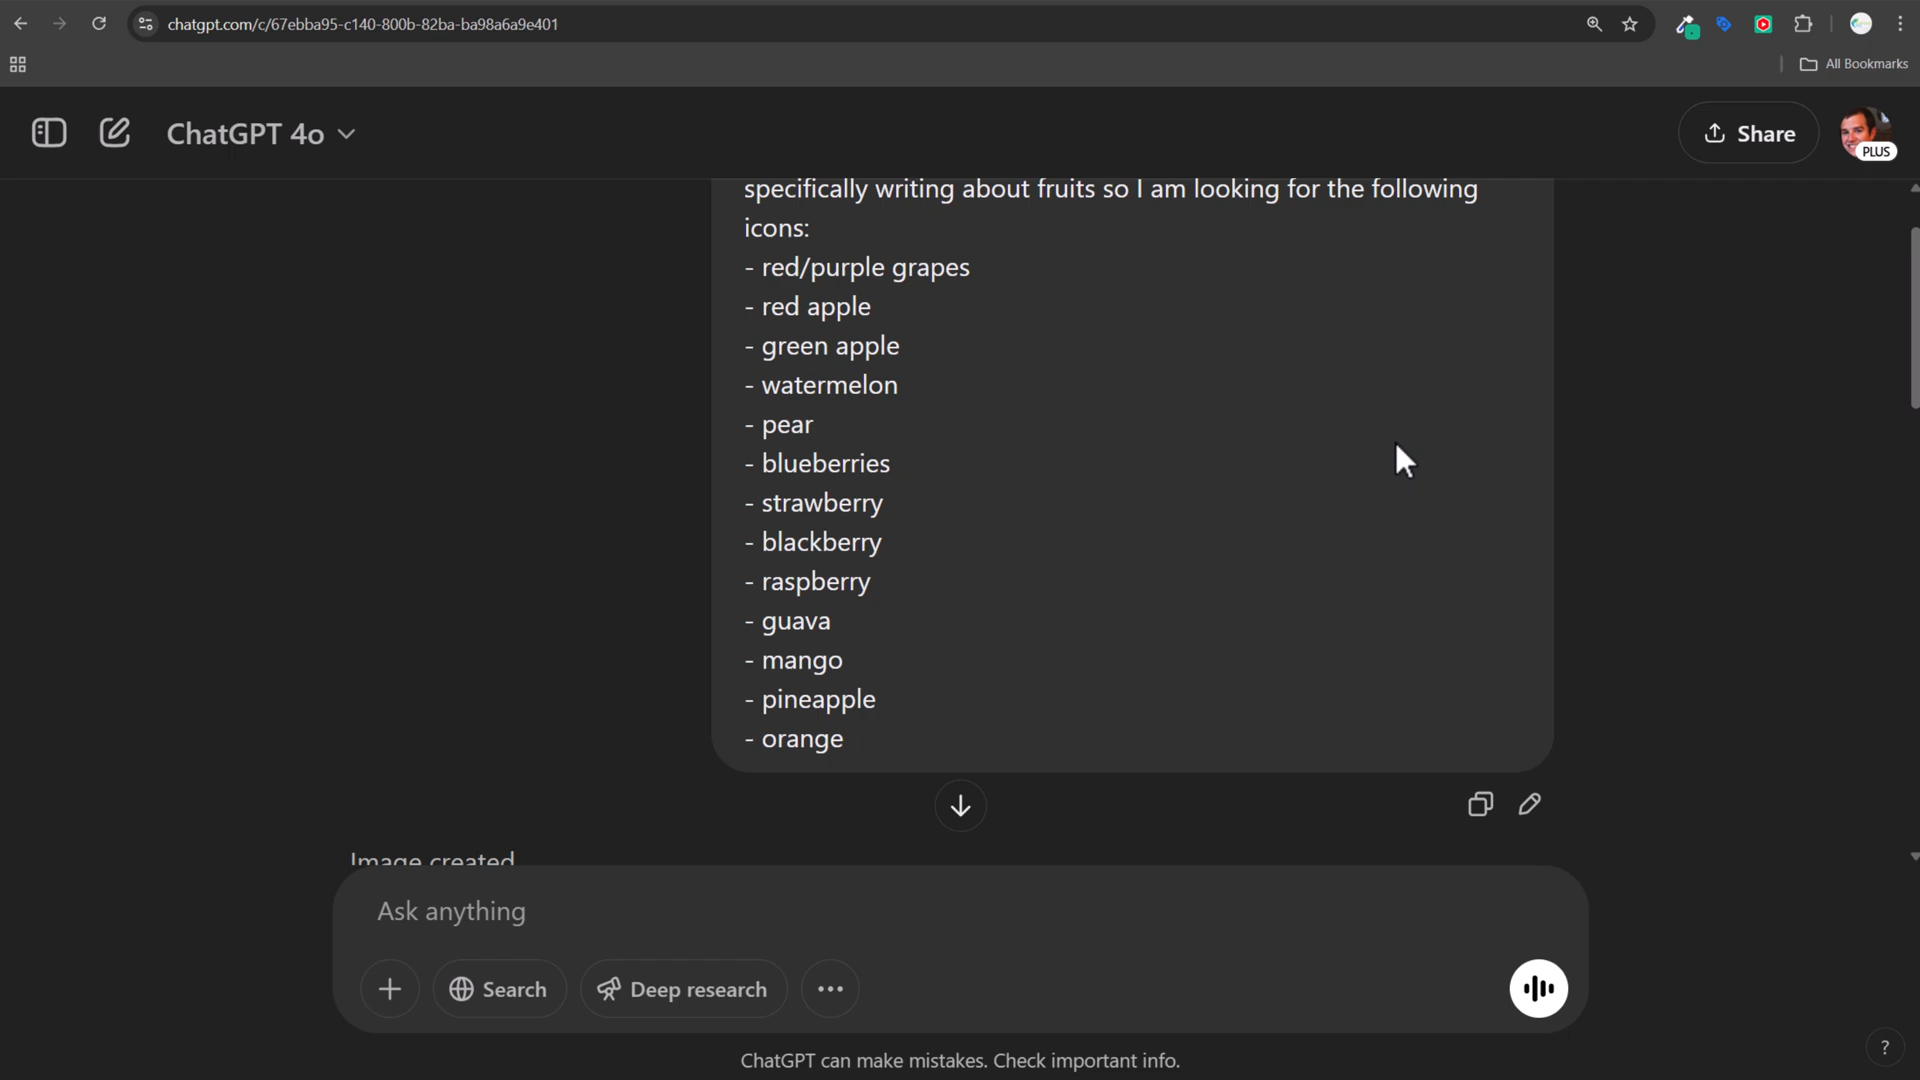 chatgpt.com/c/67ebba95-c140-800b-82ba-ba98a6a9e401
All Bookmarks
ChatGPT 4o
Share
PLUS
specifically writing about fruits so I am looking for the following
icons:
- red/purple grapes
- red apple
- green apple
- watermelon
- pear
- blueberries
- strawberry
- blackberry
- raspberry
- guava
- mango
- pineapple
- orange
Image created
Ask anything
Search
Deep research
ChatGPT can make mistakes. Check important info.
?